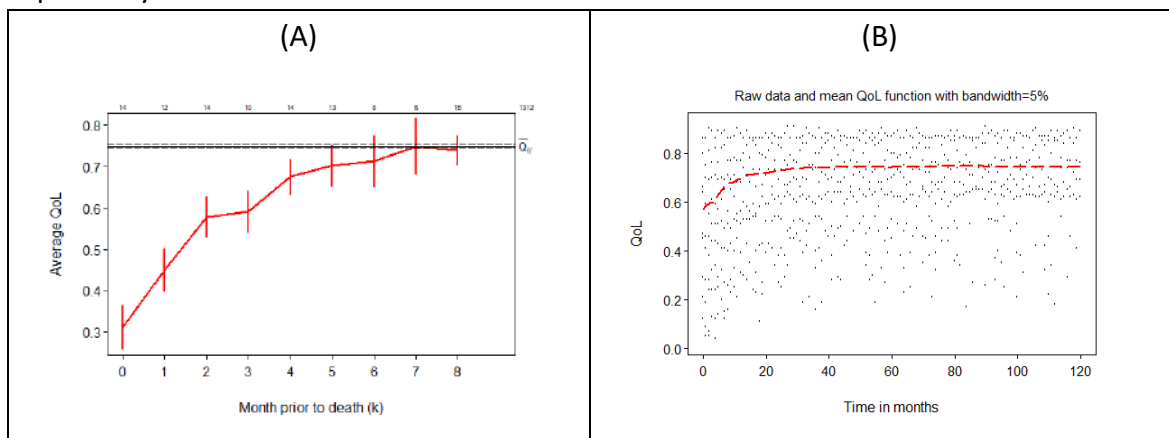 (A)
14 12 14 10 14 13 8 6 15 1312
0.8
0.7
0.6
0.5
0.4
0.3
Average QoL
0 1 2 3 4 5 6 7 8
Month prior to death (k)
(B)
Raw data and mean QoL function with bandwidth=5%
0.8
0.6
0.4
0.2
0.0
QoL
0 20 40 60 80 100 120
Time in months